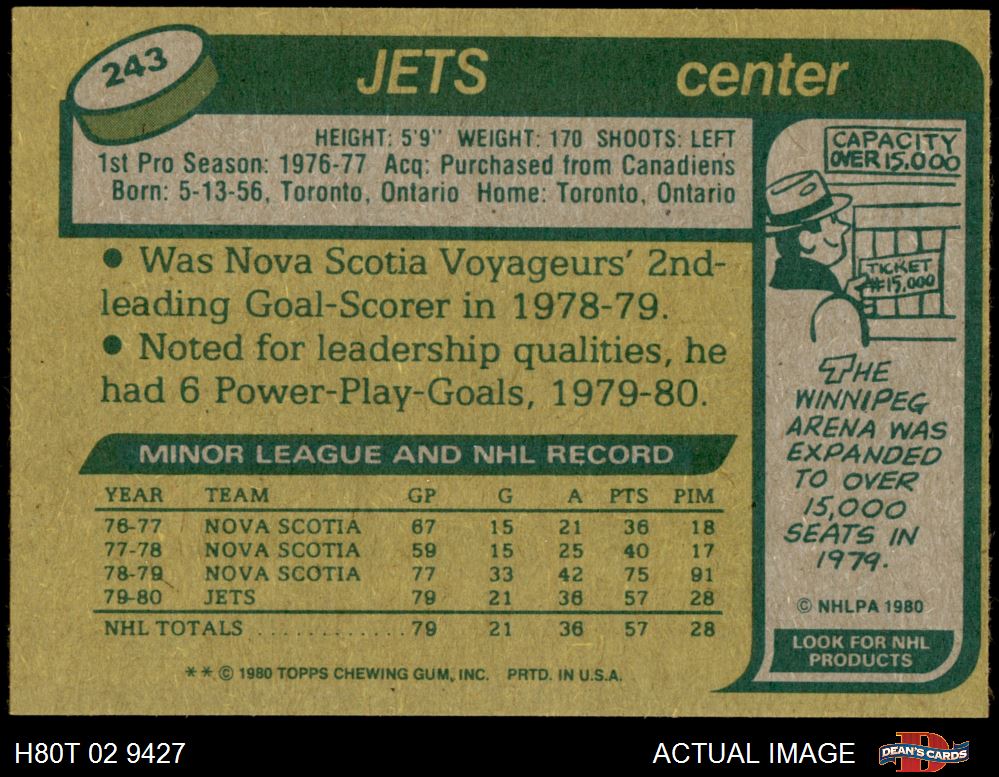 243
JETS center
HEIGHT: 5'9" WEIGHT: 170 SHOOTS: LEFT
1st Pro Season: 1976-77 Acq: Purchased from Canadiens
Born: 5-13-56, Toronto, Ontario Home: Toronto, Ontario
• Was Nova Scotia Voyageurs' 2nd-
leading Goal-Scorer in 1978-79.
• Noted for leadership qualities, he
had 6 Power-Play-Goals, 1979-80.
MINOR LEAGUE AND NHL RECORD
YEAR TEAM GP G A PTS PIM
76-77 NOVA SCOTIA 67 15 21 36 18
77-78 NOVA SCOTIA 59 15 25 40 17
78-79 NOVA SCOTIA 77 33 42 75 91
79-80 JETS 79 21 36 57 28
NHL TOTALS ............. 79 21 36 57 28
** © 1980 TOPPS CHEWING GUM, INC. PRTD. IN U.S.A.
CAPACITY
OVER 15,000
TICKET
#15,000
THE
WINNIPEG
ARENA WAS
EXPANDED
TO OVER
15,000
SEATS IN
1979.
© NHLPA 1980
LOOK FOR NHL
PRODUCTS
H80T 02 9427
ACTUAL IMAGE
DEAN'S CARDS